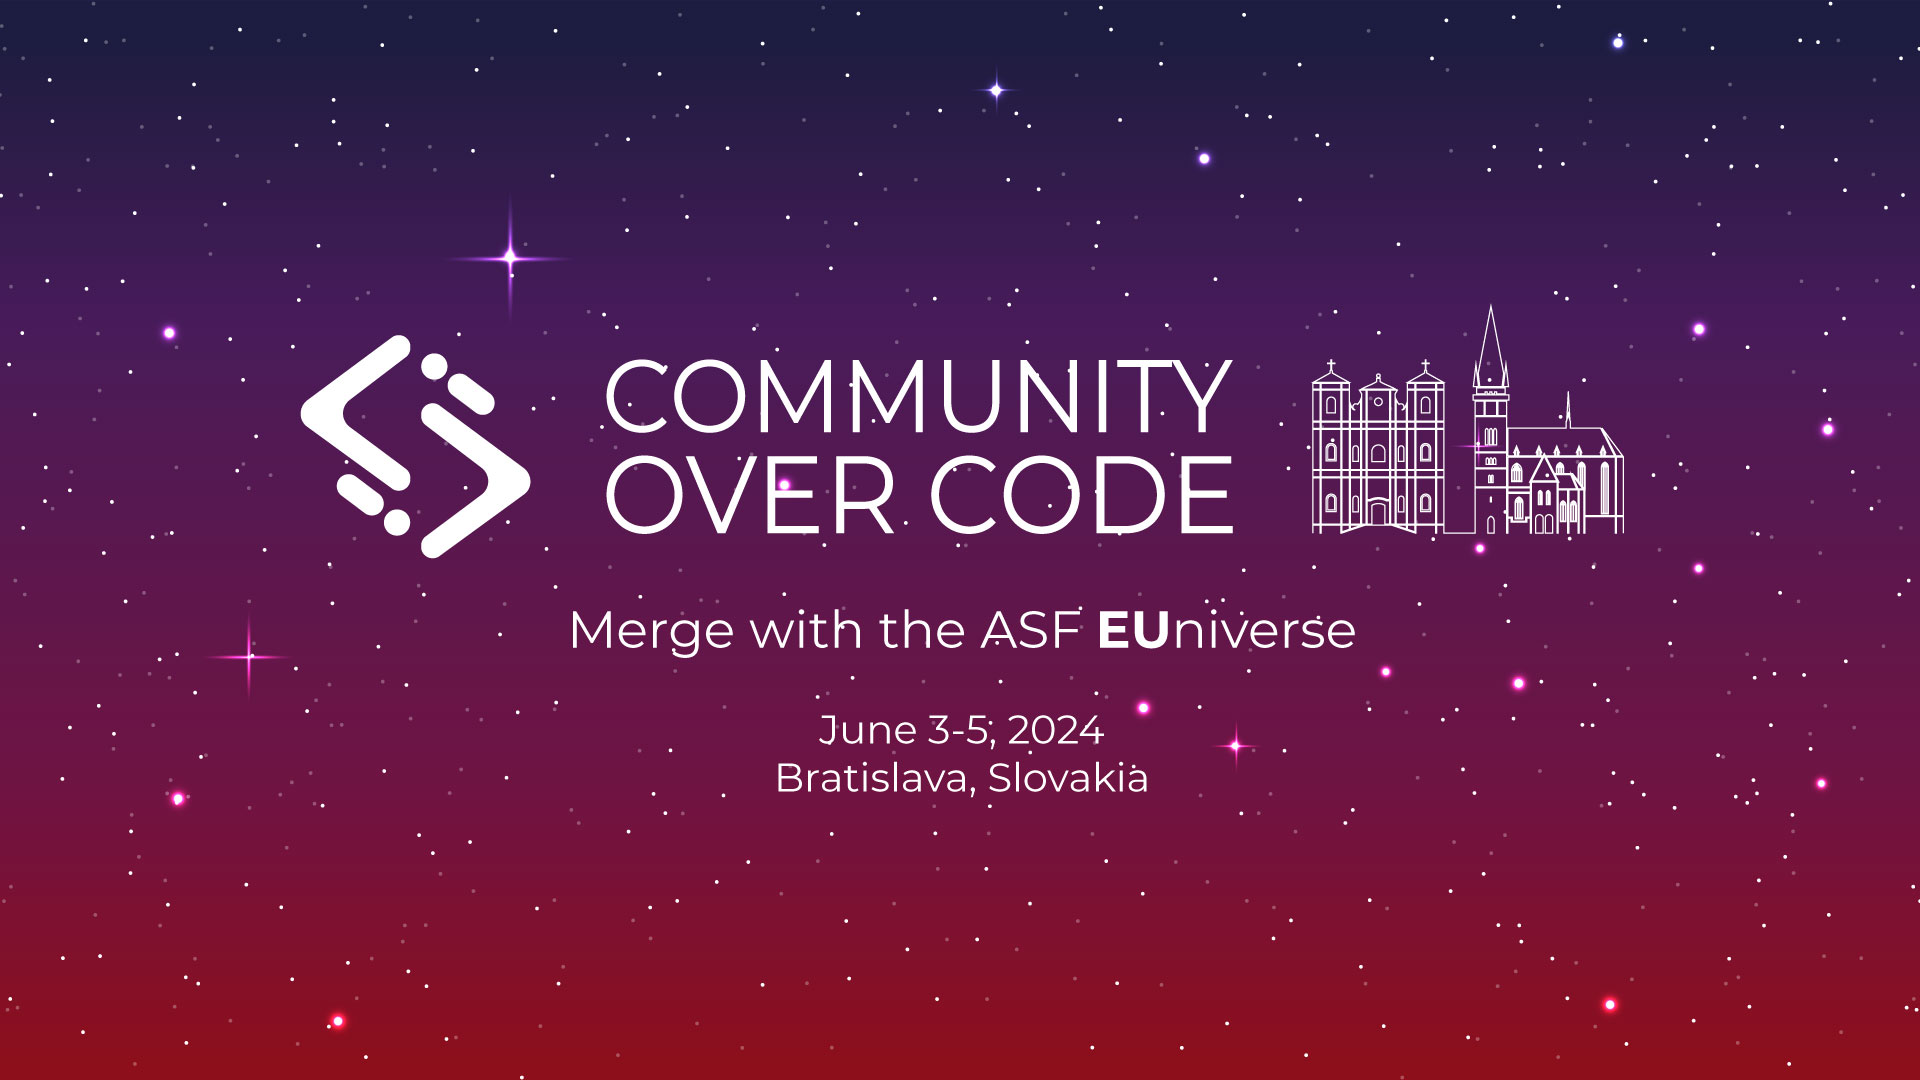 COMMUNITY
OVER CODE
Merge with the ASF EUniverse
June 3-5, 2024
Bratislava, Slovakia